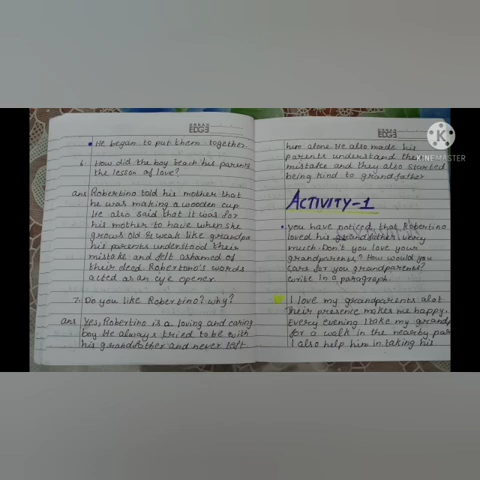 • He began to put them together
6. How did the boy teach his parents
the lesson of love?
ans Robertino told his mother that
he was making a wooden cup
He also said that it was for
his mother to have when she
grows old & weak like grandpa
his parents understood their
mistake and felt ashamed of
their deed Robertono's words
acted as an eye opener.
7. Do you like Robertino? why?
ans Yes, Robertino is a loving and caring
boy He always tried to be with
his grandfather and never left
him alone. He also made his
parents understand their
mistake and they also started
being kind to grandfather
ACTIVITY-1
• you have noticed that Robertino
loved his grandfather very
much. Don't you love your
grandparents? How would you
care for you grandparents?
write in a paragraph.
I love my grandparents alot
Their presence makes me happy.
Every evening I take my grandp
for a walk in the nearby par
I also help him in taking his
K
KINEMASTER